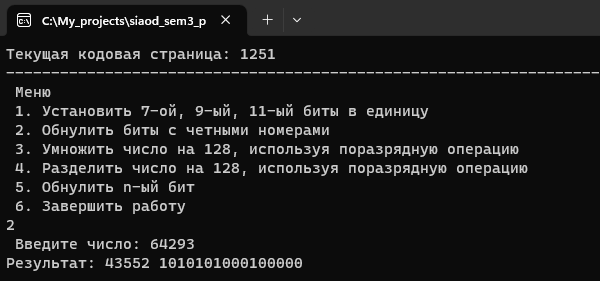 C:\My_projects\siaod_sem3_p
Текущая кодовая страница: 1251
------------------------------------------------------------------
Меню
1. Установить 7-ой, 9-ый, 11-ый биты в единицу
2. Обнулить биты с четными номерами
3. Умножить число на 128, используя поразрядную операцию
4. Разделить число на 128, используя поразрядную операцию
5. Обнулить n-ый бит
6. Завершить работу
2
Введите число: 64293
Результат: 43552 1010101000100000